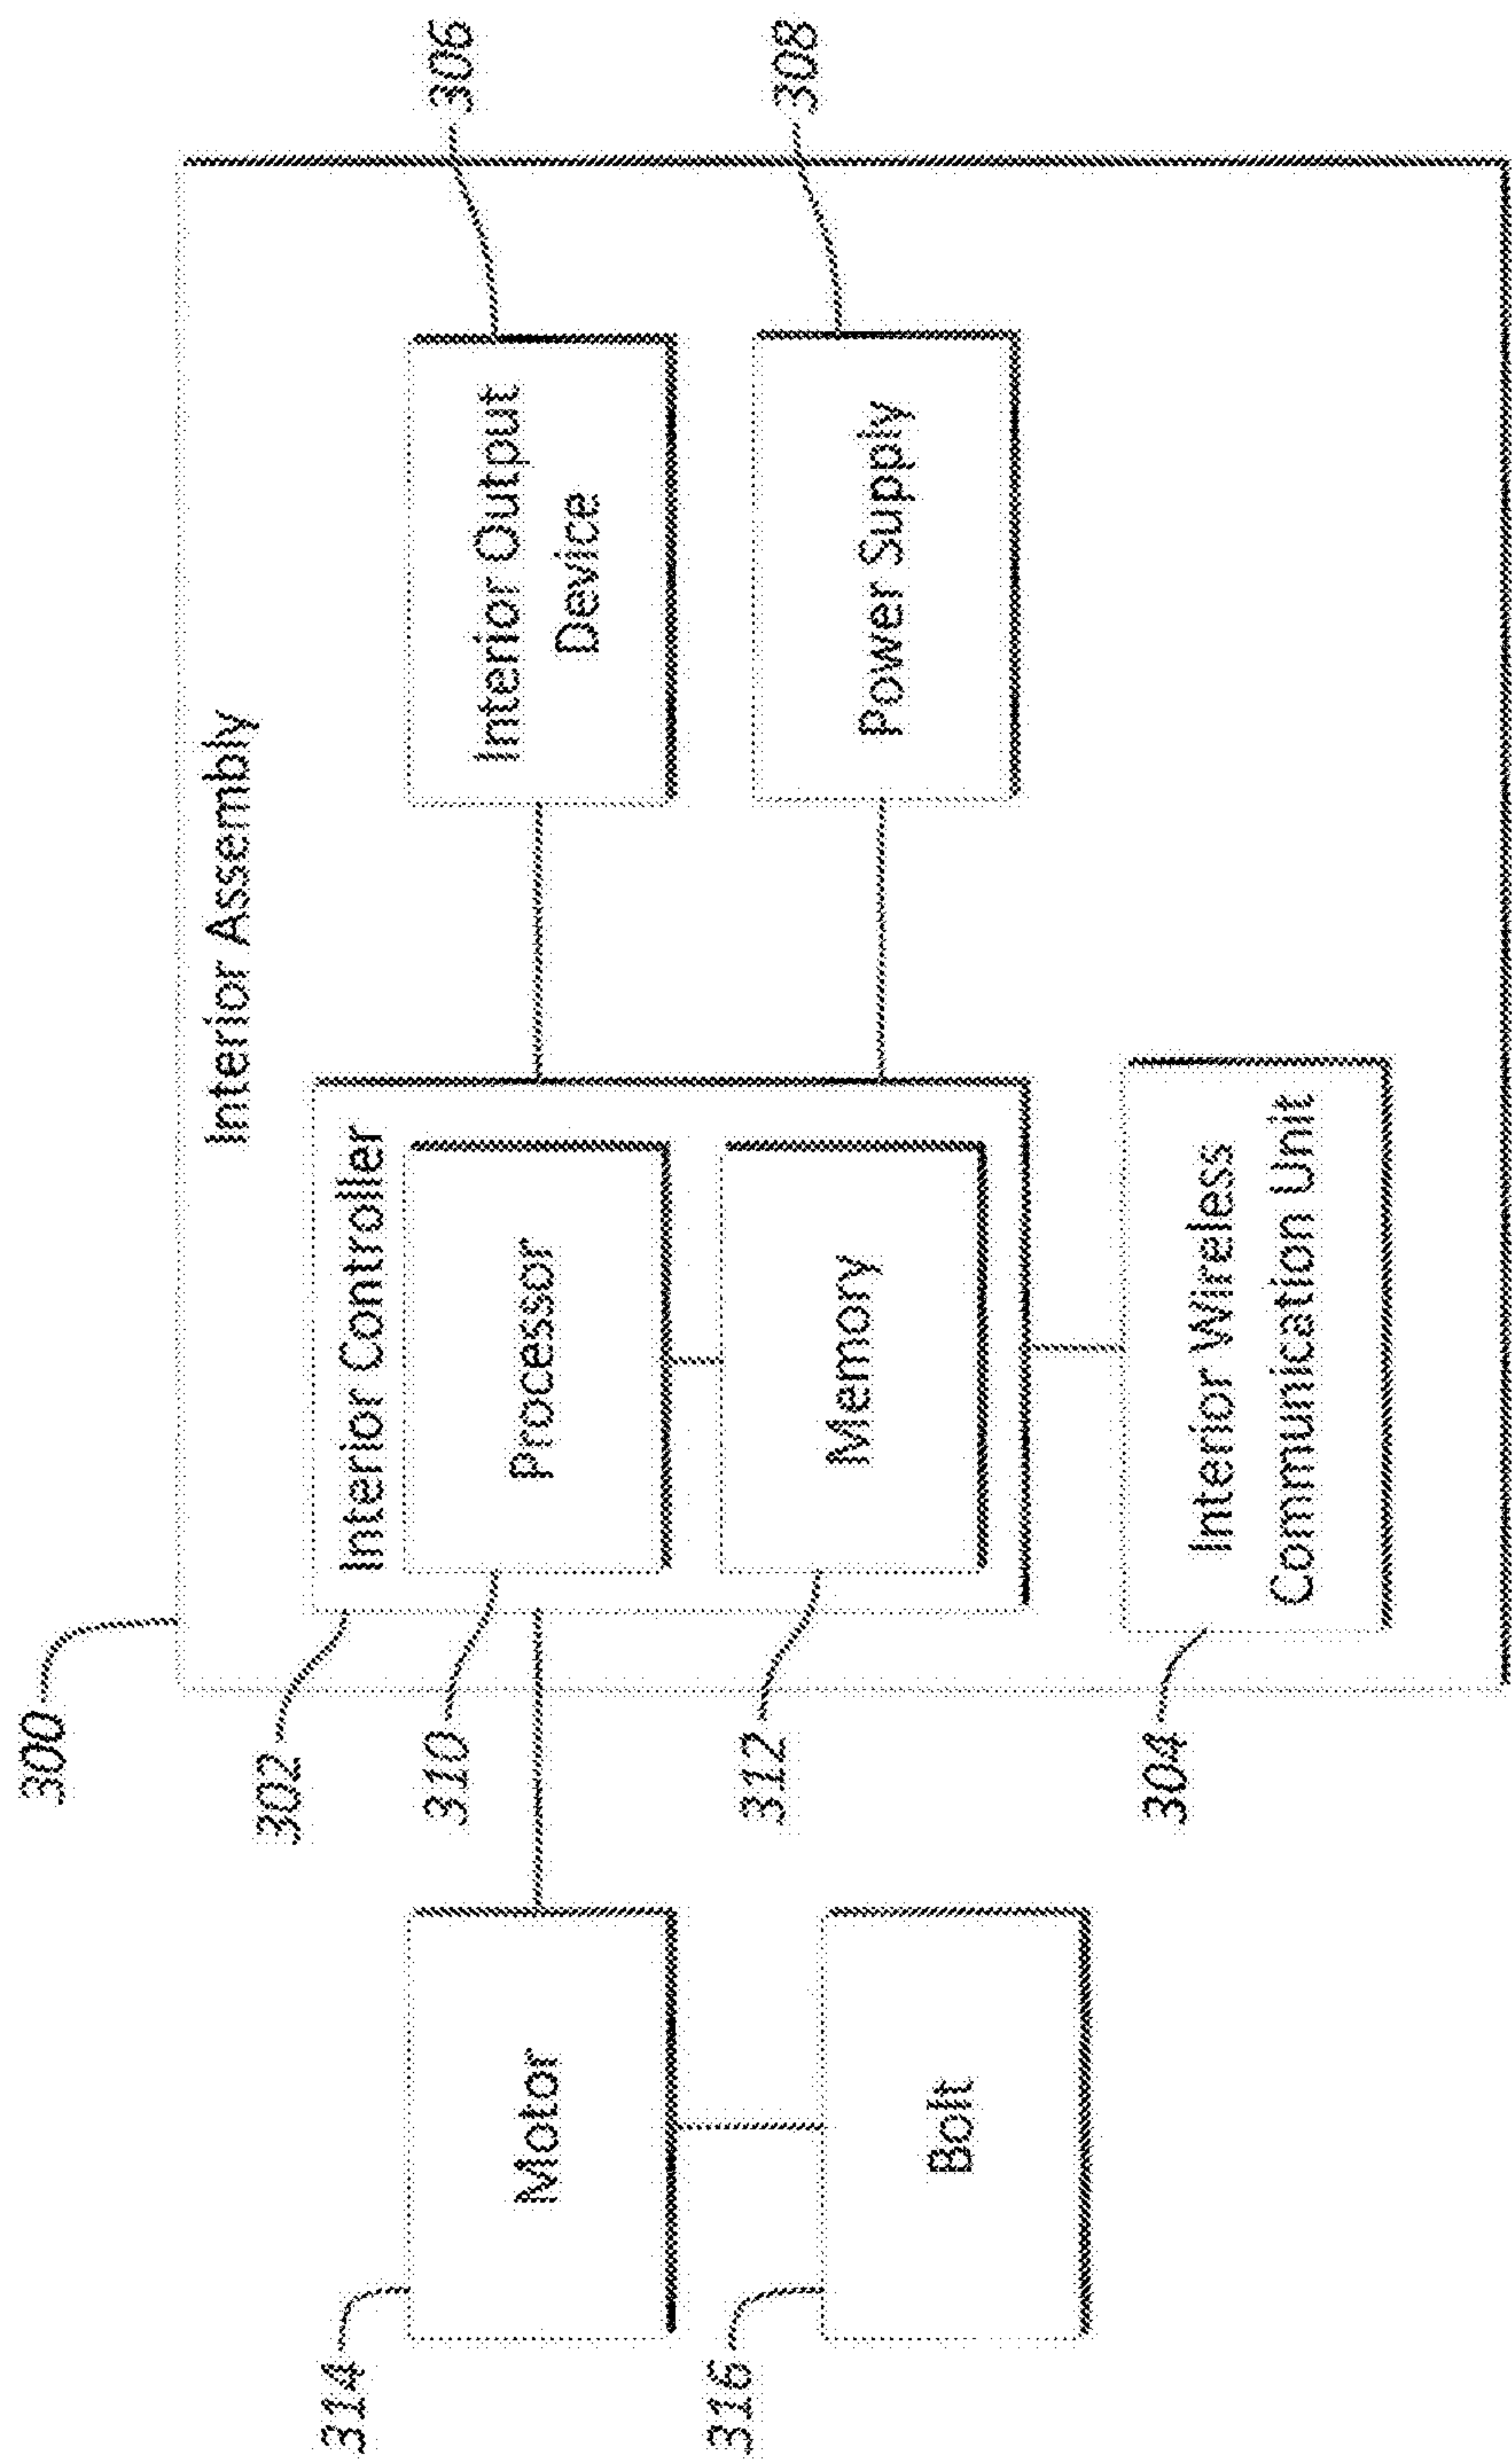 300
Interior Assembly
302
Interior Controller
314
Motor
310
Processor
Interior Output
Device
306
316
Bolt
312
Memory
Power Supply
308
304
Interior Wireless
Communication Unit